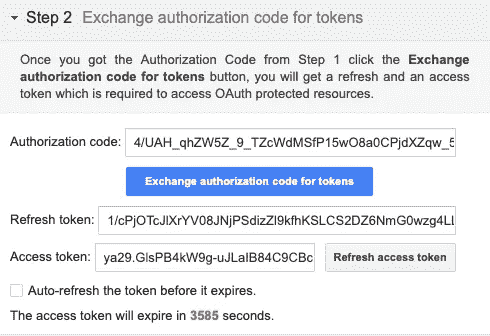 Step 2 Exchange authorization code for tokens
Once you got the Authorization Code from Step 1 click the Exchange
authorization code for tokens button, you will get a refresh and an access
token which is required to access OAuth protected resources.
Authorization code: 4/UAH_qhZW5Z_9_TZcWdMSfP15wO8a0CPjdXZqw_5
Exchange authorization code for tokens
Refresh token: 1/cPjOTcJlXrYV08JNjPSdizZl9kfhKSLCS2DZ6NmG0wzg4LL
Access token: ya29.GlsPB4kW9g-uJLaIB84C9CBc Refresh access token
Auto-refresh the token before it expires.
The access token will expire in 3585 seconds.